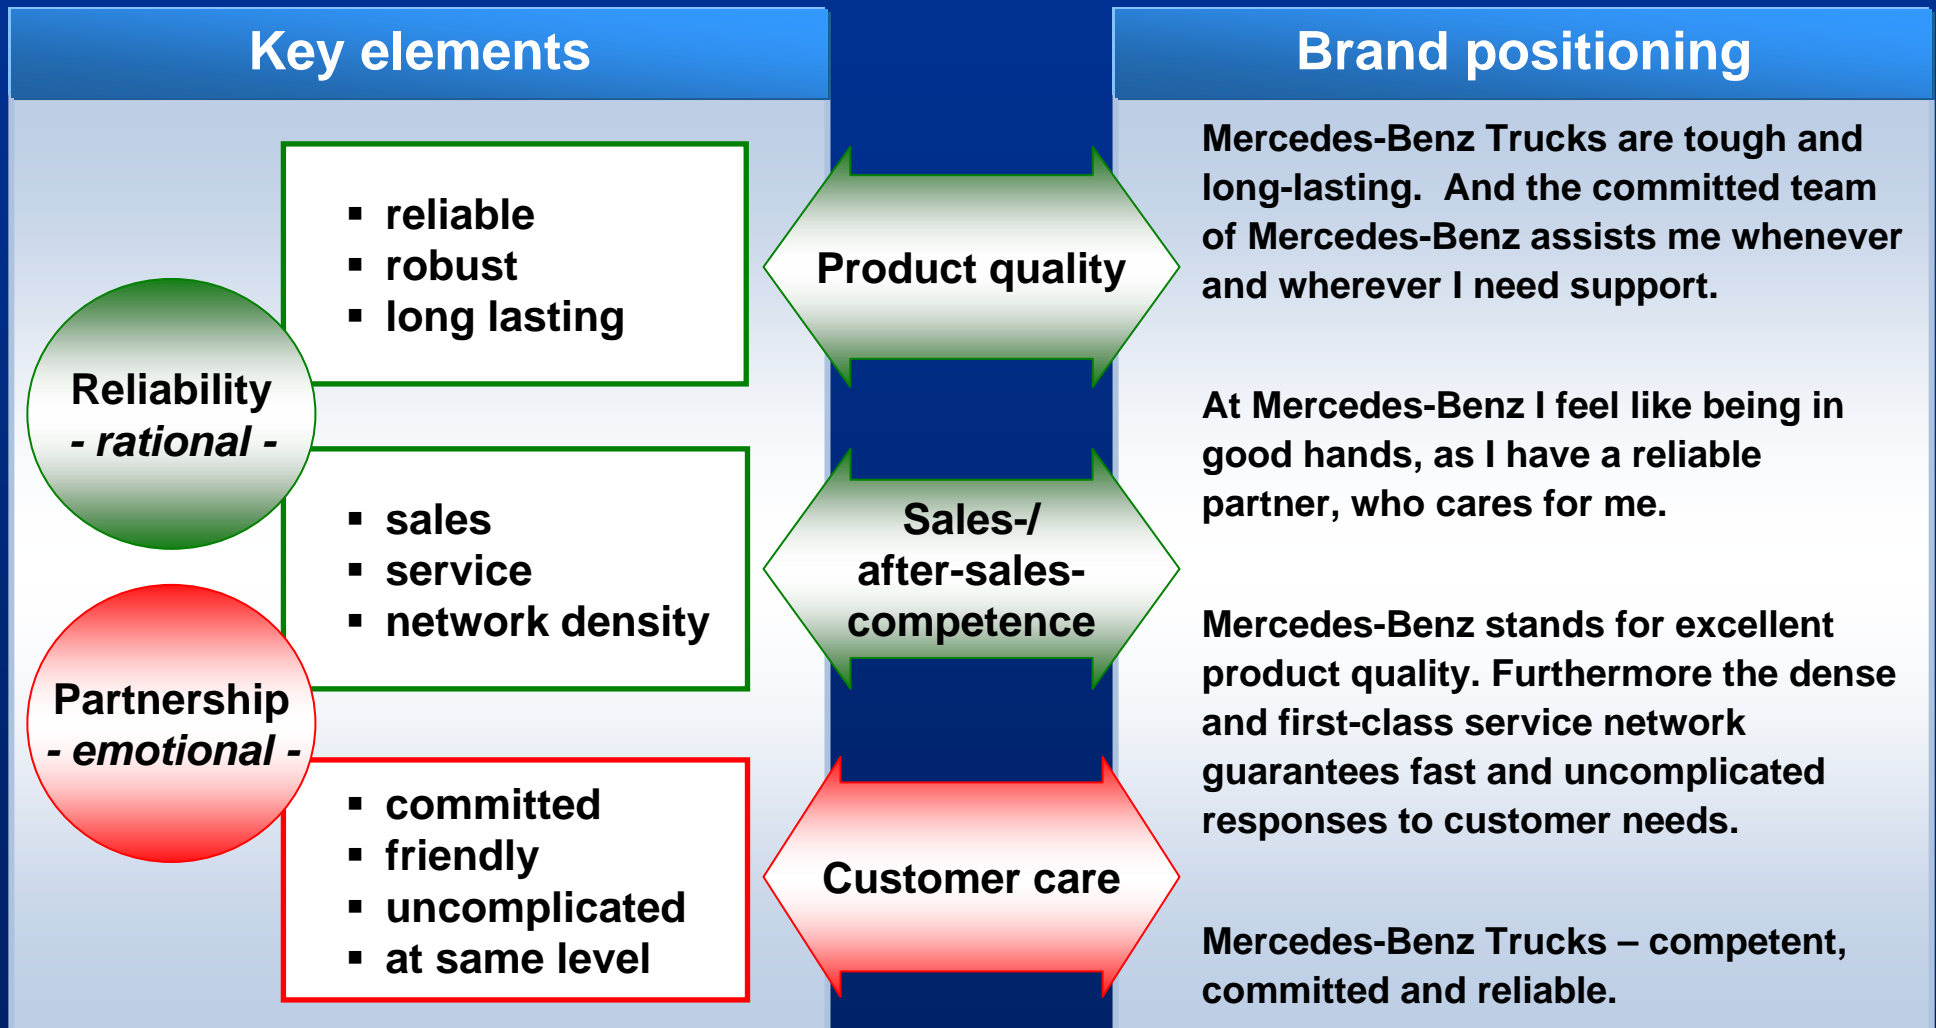 Key elements
Reliability
- rational -
▪ reliable
▪ robust
▪ long lasting
▪ sales
▪ service
▪ network density
Partnership
- emotional -
▪ committed
▪ friendly
▪ uncomplicated
▪ at same level
Product quality
Sales-/
after-sales-
competence
Customer care
Brand positioning
Mercedes-Benz Trucks are tough and
long-lasting.  And the committed team
of Mercedes-Benz assists me whenever
and wherever I need support.
At Mercedes-Benz I feel like being in
good hands, as I have a reliable
partner, who cares for me.
Mercedes-Benz stands for excellent
product quality. Furthermore the dense
and first-class service network
guarantees fast and uncomplicated
responses to customer needs.
Mercedes-Benz Trucks – competent,
committed and reliable.